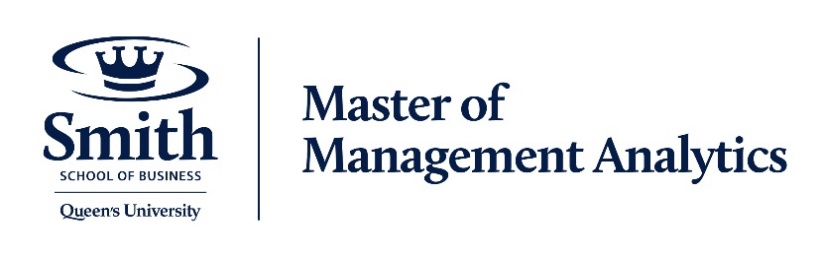 Smith
SCHOOL OF BUSINESS
Queen's University
Master of
Management Analytics